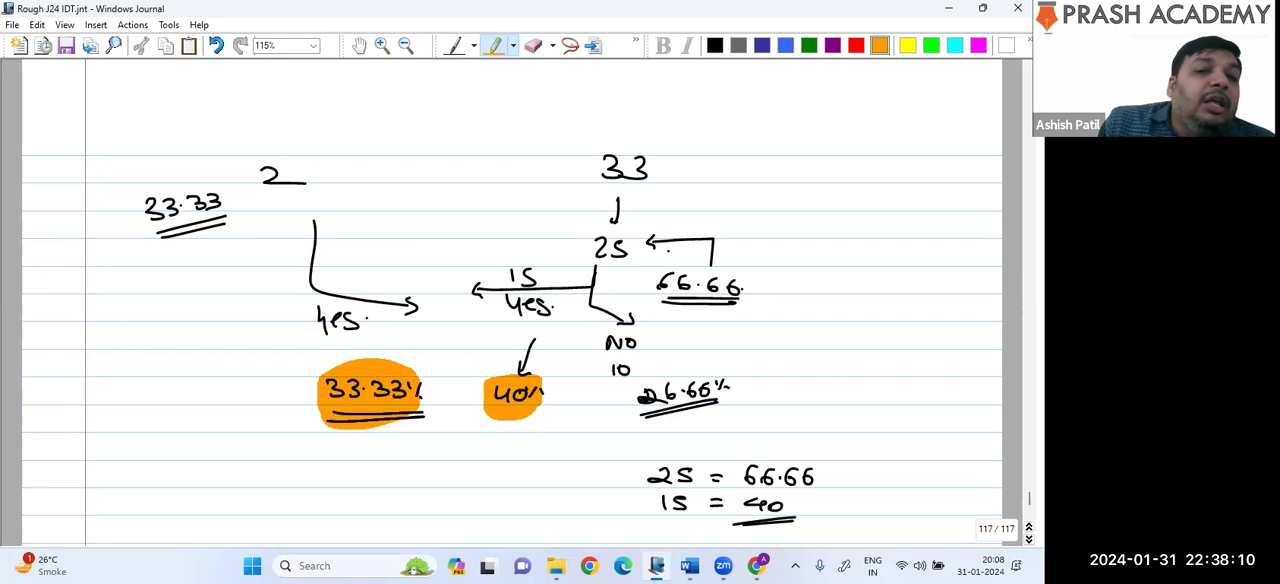 Rough J24 IDT.jnt - Windows Journal
File Edit View Insert Actions Tools Help
115%
PRASH ACADEMY
Ashish Patil
2 33
33.33
25
15
66.66
Yes.
Yes.
NO
10
33.33%
40%
26.66%
25 = 66.66
15 = 40
117 / 117
26°C
Smoke
Search
ENG
IN
20:08
31-01-2024
2024-01-31 22:38:10